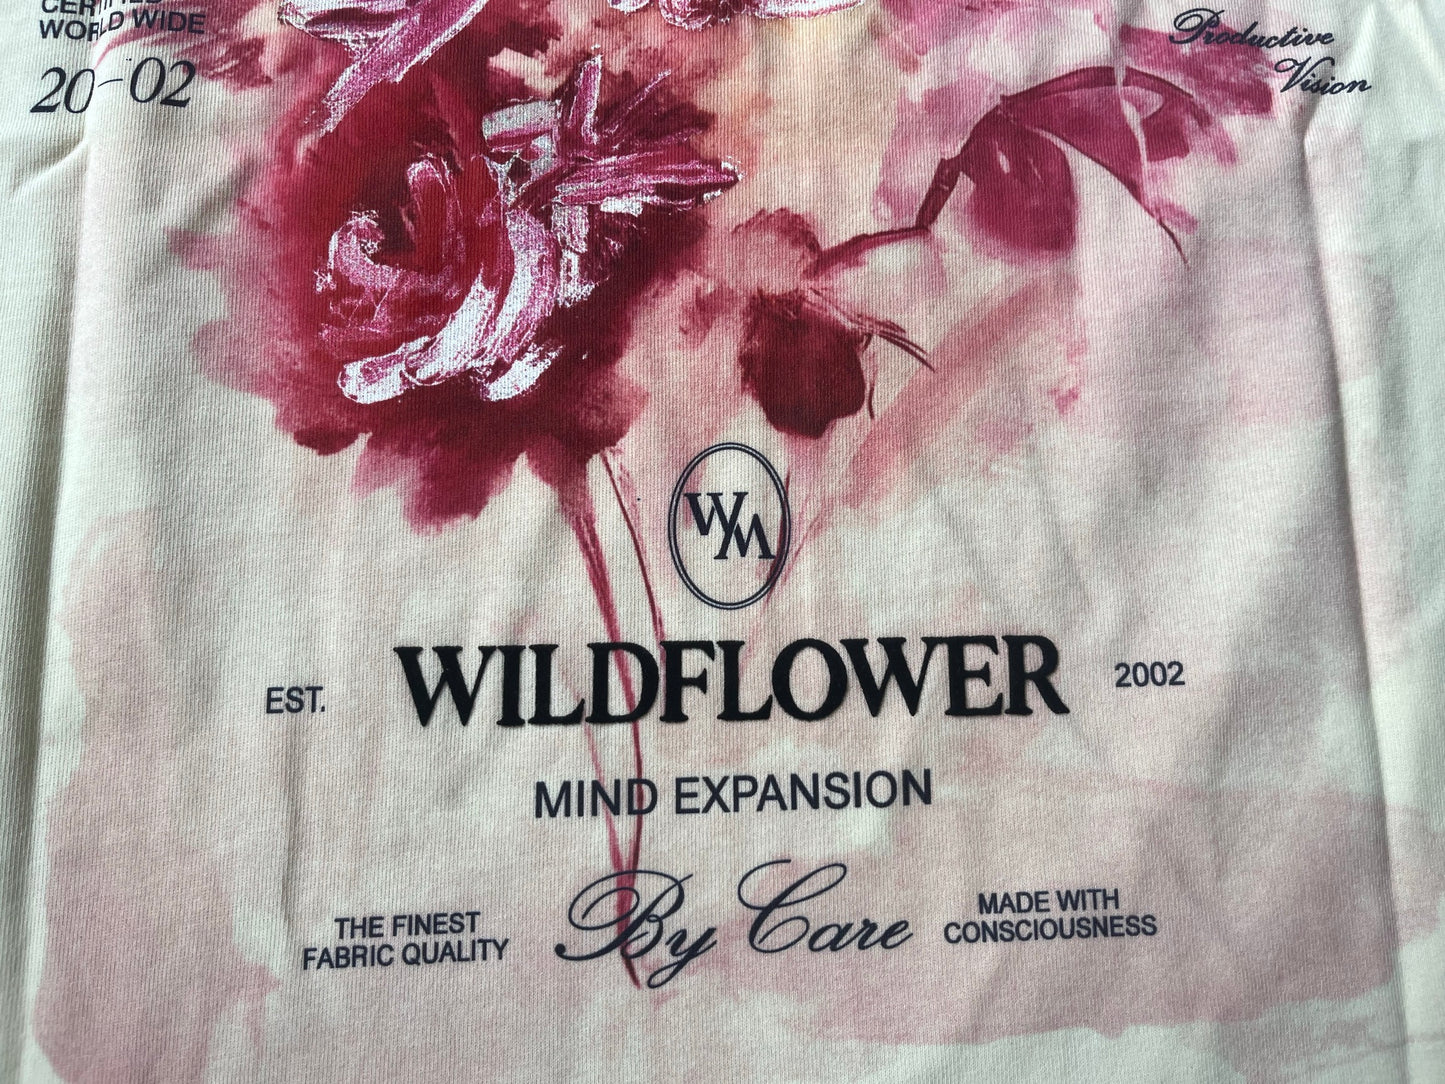 CERTIFIED
WORLD WIDE
20-02
Productive
Vision
WM
EST.
WILDFLOWER
2002
MIND EXPANSION
THE FINEST
FABRIC QUALITY
By Care
MADE WITH
CONSCIOUSNESS